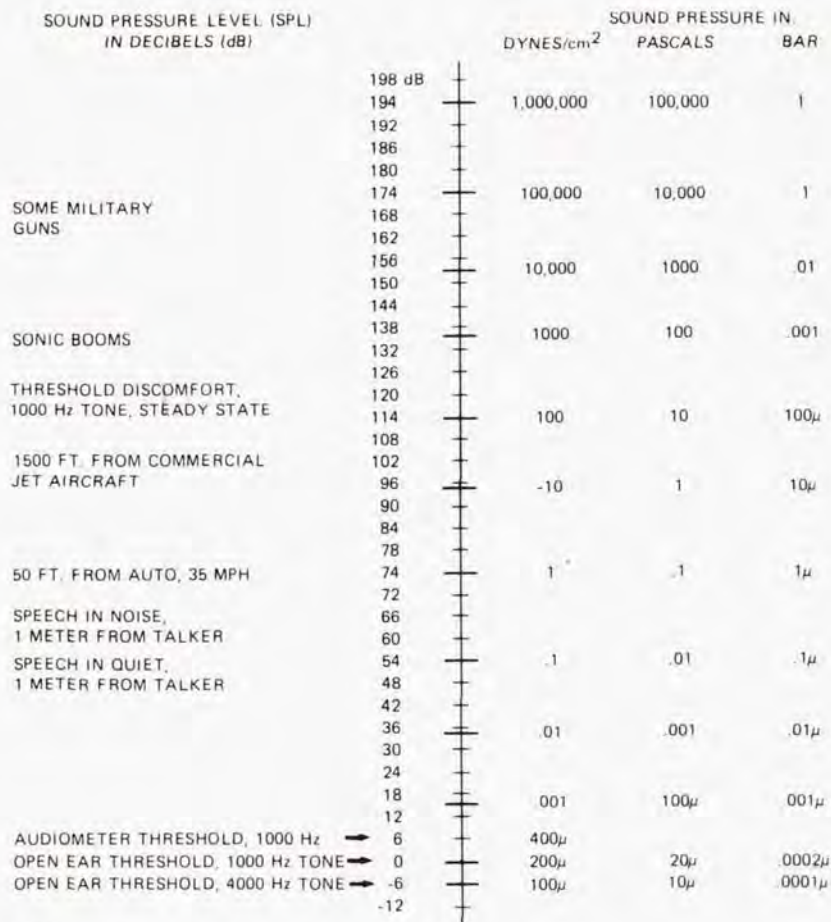 SOUND PRESSURE LEVEL (SPL) SOUND PRESSURE IN
IN DECIBELS (dB) DYNES/cm² PASCALS BAR
198 dB
194 1,000,000 100,000 1
192
186
180
174 100,000 10,000 1
SOME MILITARY 168
GUNS
162
156
10,000 1000 .01
150
144
138
SONIC BOOMS 1000 100 .001
132
126
THRESHOLD DISCOMFORT, 120
1000 Hz TONE, STEADY STATE
114 100 10 100μ
108
1500 FT. FROM COMMERCIAL 102
JET AIRCRAFT 96
-10 1 10μ
90
84
78
50 FT. FROM AUTO, 35 MPH 74 1 .1 1μ
72
SPEECH IN NOISE, 66
1 METER FROM TALKER 60
SPEECH IN QUIET, 54 .1 .01 .1μ
1 METER FROM TALKER 48
42
36 .01 .001 .01μ
30
24
18
.001 100μ .001μ
12
AUDIOMETER THRESHOLD, 1000 Hz → 6 400μ
OPEN EAR THRESHOLD, 1000 Hz TONE → 0 200μ 20μ .0002μ
OPEN EAR THRESHOLD, 4000 Hz TONE → -6 100μ 10μ .0001μ
-12